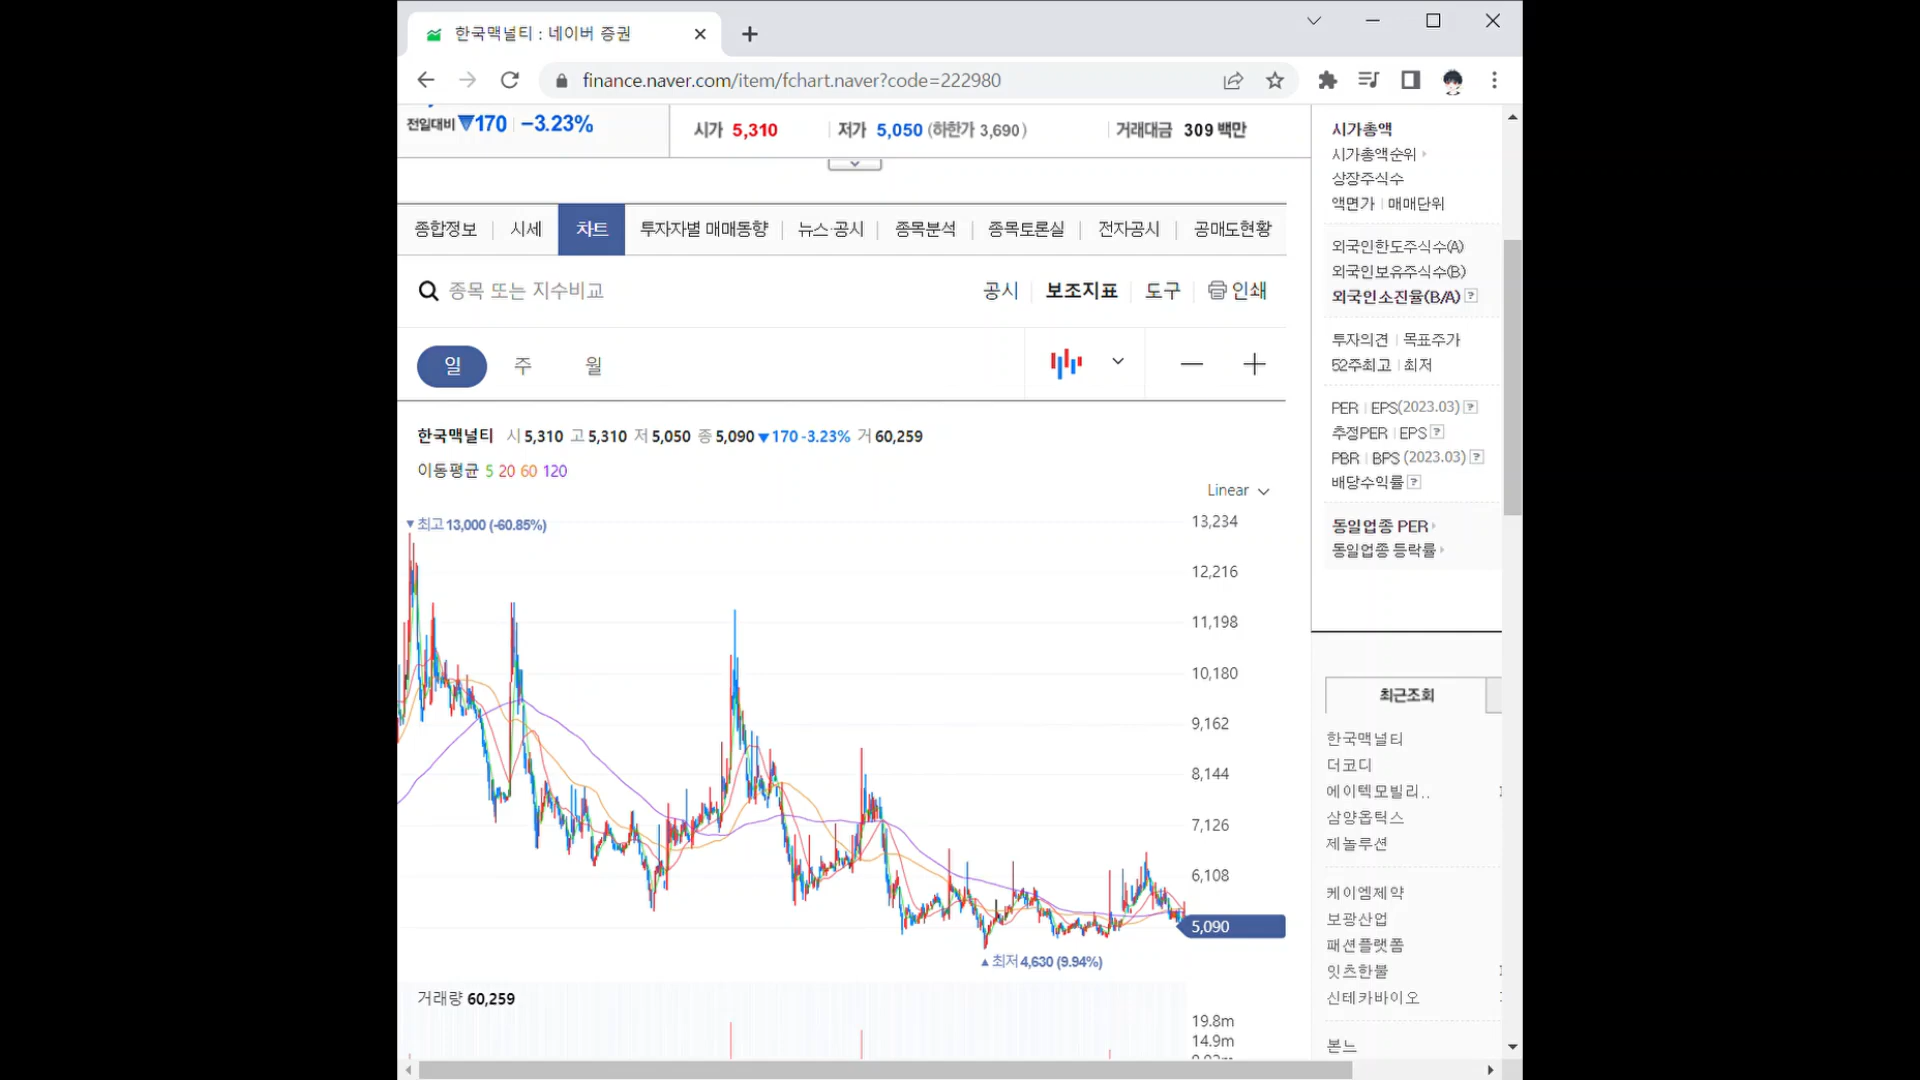 한국맥널티 : 네이버 증권
finance.naver.com/item/fchart.naver?code=222980
전일대비 ▼170 | −3.23%
시가 5,310 | 저가 5,050 (하한가 3,690) | 거래대금 309 백만
종합정보 | 시세 차트 투자자별 매매동향 | 뉴스·공시 | 종목분석 | 종목토론실 | 전자공시 | 공매도현황
종목 또는 지수비교
공시 | 보조지표 | 도구 | 인쇄
일 주 월
한국맥널티 시 5,310 고 5,310 저 5,050 종 5,090 ▼170 -3.23% 거 60,259
이동평균 5 20 60 120
Linear
▼최고 13,000 (-60.85%)
13,234
12,216
11,198
10,180
9,162
8,144
7,126
6,108
5,090
▲최저 4,630 (9.94%)
거래량 60,259
19.8m
14.9m
시가총액
시가총액순위
상장주식수
액면가 | 매매단위
외국인한도주식수(A)
외국인보유주식수(B)
외국인소진율(B/A) ?
투자의견 | 목표주가
52주최고 | 최저
PER | EPS(2023.03) ?
추정PER | EPS ?
PBR | BPS (2023.03) ?
배당수익률 ?
동일업종 PER
동일업종 등락률
최근조회
한국맥널티
더코디
에이텍모빌리..
삼양옵틱스
제놀루션
케이엠제약
보광산업
패션플랫폼
잇츠한불
신테카바이오
본느